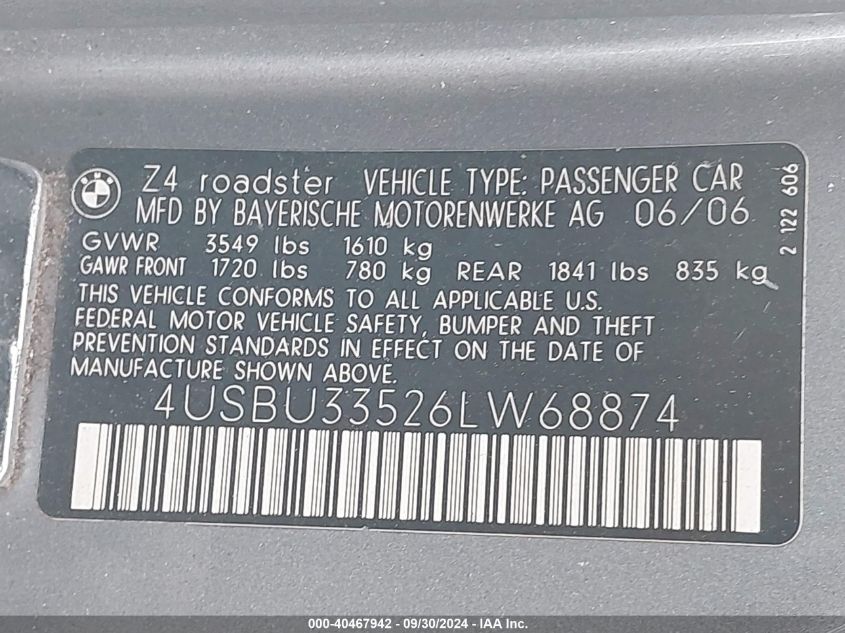 Z4 roadster VEHICLE TYPE: PASSENGER CAR
MFD BY BAYERISCHE MOTORENWERKE AG 06/06
GVWR 3549 lbs 1610 kg
GAWR FRONT 1720 lbs 780 kg REAR 1841 lbs 835 kg
THIS VEHICLE CONFORMS TO ALL APPLICABLE U.S.
FEDERAL MOTOR VEHICLE SAFETY, BUMPER AND THEFT
PREVENTION STANDARDS IN EFFECT ON THE DATE OF
MANUFACTURE SHOWN ABOVE.
4USBU33526LW68874
2 122 606
000-40467942 - 09/30/2024 - IAA Inc.